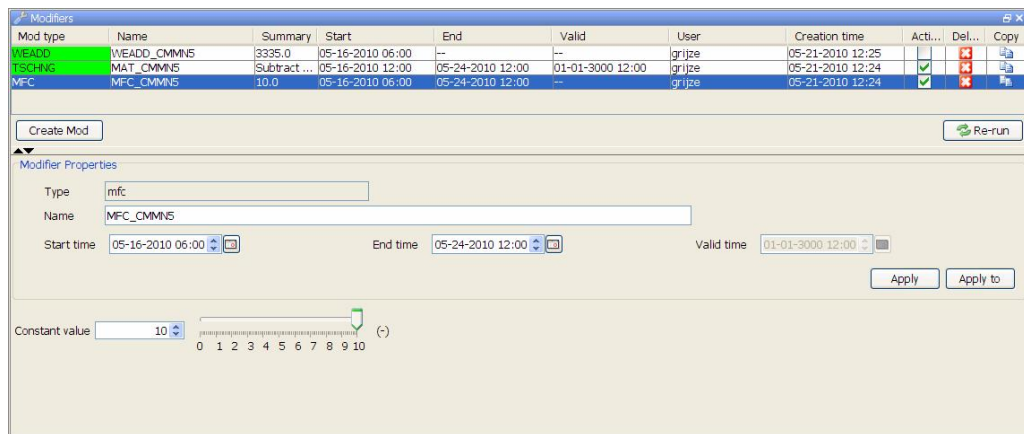 Modifiers
Mod type Name Summary Start End Valid User Creation time Acti... Del... Copy
WEADD WEADD_CMMN5 3335.0 05-16-2010 06:00 -- -- grijze 05-21-2010 12:25
TSCHNG MAT_CMMN5 Subtract ... 05-16-2010 12:00 05-24-2010 12:00 01-01-3000 12:00 grijze 05-21-2010 12:24
MFC MFC_CMMN5 10.0 05-16-2010 06:00 05-24-2010 12:00 -- grijze 05-21-2010 12:24
Create Mod Re-run
Modifier Properties
Type mfc
Name MFC_CMMN5
Start time 05-16-2010 06:00 End time 05-24-2010 12:00 Valid time 01-01-3000 12:00
Apply Apply to
Constant value 10 (-)
0 1 2 3 4 5 6 7 8 9 10